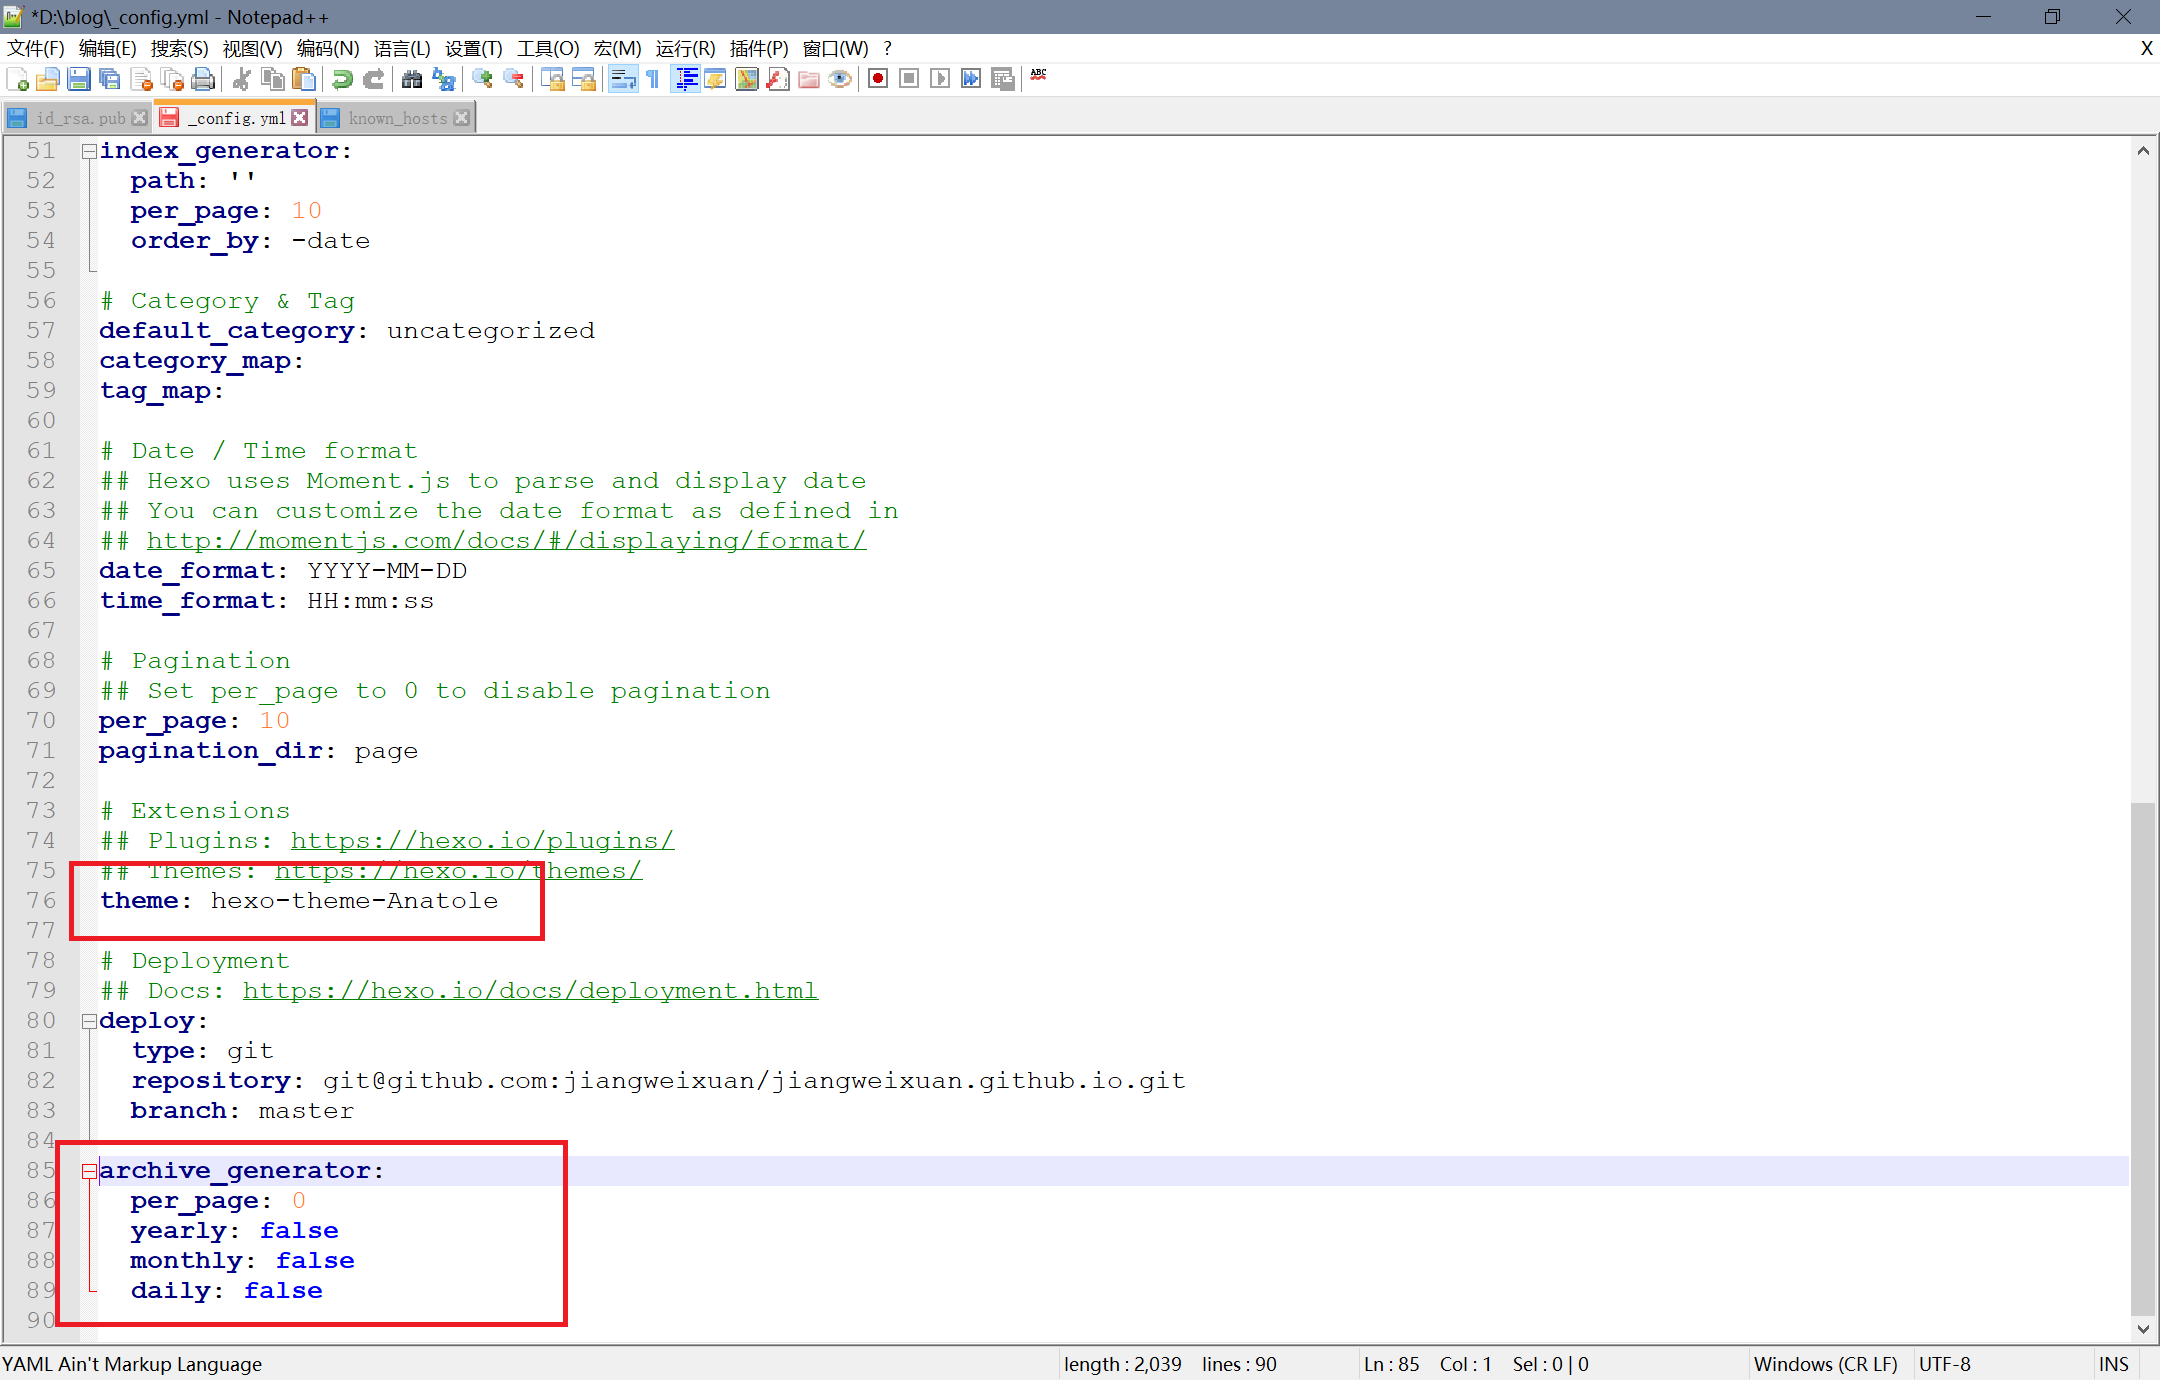 *D:\blog\_config.yml - Notepad++
文件(F) 编辑(E) 搜索(S) 视图(V) 编码(N) 语言(L) 设置(T) 工具(O) 宏(M) 运行(R) 插件(P) 窗口(W) ? X
ABC
id_rsa.pub _config.yml known_hosts
51 index_generator:
52 path: ''
53 per_page: 10
54 order_by: -date
55
56 # Category & Tag
57 default_category: uncategorized
58 category_map:
59 tag_map:
60
61 # Date / Time format
62 ## Hexo uses Moment.js to parse and display date
63 ## You can customize the date format as defined in
64 ## http://momentjs.com/docs/#/displaying/format/
65 date_format: YYYY-MM-DD
66 time_format: HH:mm:ss
67
68 # Pagination
69 ## Set per_page to 0 to disable pagination
70 per_page: 10
71 pagination_dir: page
72
73 # Extensions
74 ## Plugins: https://hexo.io/plugins/
75 ## Themes: https://hexo.io/themes/
76 theme: hexo-theme-Anatole
77
78 # Deployment
79 ## Docs: https://hexo.io/docs/deployment.html
80 deploy:
81 type: git
82 repository: git@github.com:jiangweixuan/jiangweixuan.github.io.git
83 branch: master
84
85 archive_generator:
86 per_page: 0
87 yearly: false
88 monthly: false
89 daily: false
90
YAML Ain't Markup Language length : 2,039 lines : 90 Ln : 85 Col : 1 Sel : 0 | 0 Windows (CR LF) UTF-8 INS